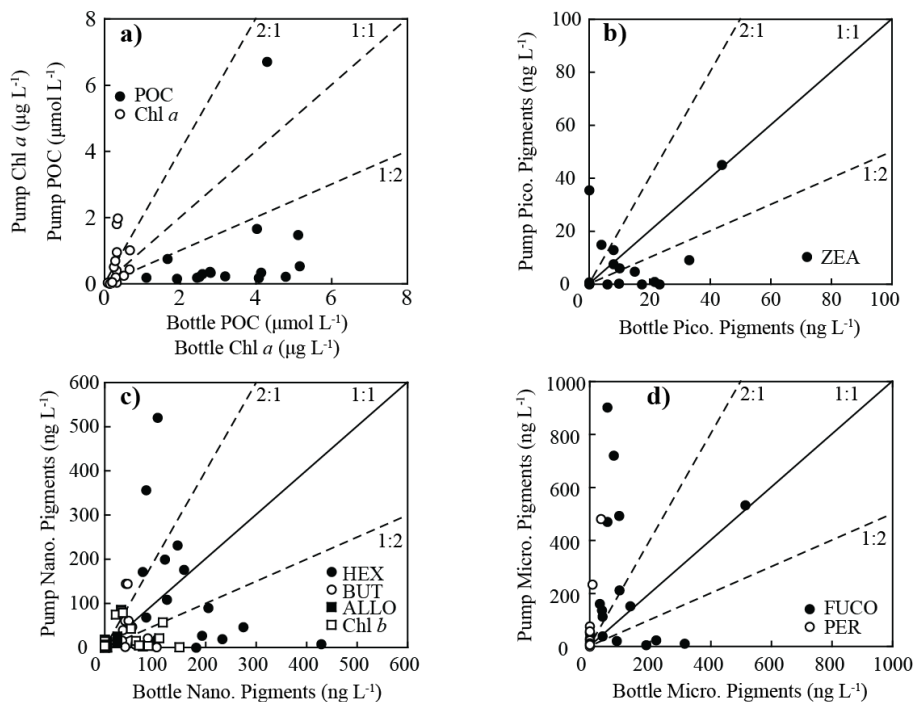 a)
2:1
1:1
1:2
POC
Chl a
Pump Chl a (µg L⁻¹)
Pump POC (µmol L⁻¹)
8
6
4
2
0
0 2 4 6 8
Bottle POC (µmol L⁻¹)
Bottle Chl a (µg L⁻¹)
b)
2:1
1:1
1:2
ZEA
Pump Pico. Pigments (ng L⁻¹)
100
80
60
40
20
0
0 20 40 60 80 100
Bottle Pico. Pigments (ng L⁻¹)
c)
2:1
1:1
1:2
HEX
BUT
ALLO
Chl b
Pump Nano. Pigments (ng L⁻¹)
600
500
400
300
200
100
0
0 100 200 300 400 500 600
Bottle Nano. Pigments (ng L⁻¹)
d)
2:1
1:1
1:2
FUCO
PER
Pump Micro. Pigments (ng L⁻¹)
1000
800
600
400
200
0
0 200 400 600 800 1000
Bottle Micro. Pigments (ng L⁻¹)